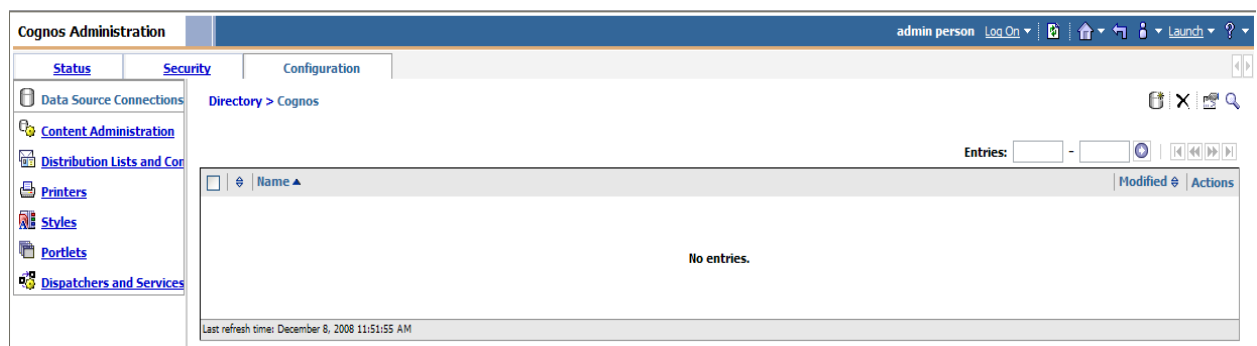 Cognos Administration
admin person Log On Launch ?
Status Security Configuration
Data Source Connections
Directory > Cognos
Content Administration
Distribution Lists and Con
Entries: -
Printers
Name Modified Actions
Styles
Portlets
No entries.
Dispatchers and Services
Last refresh time: December 8, 2008 11:51:55 AM